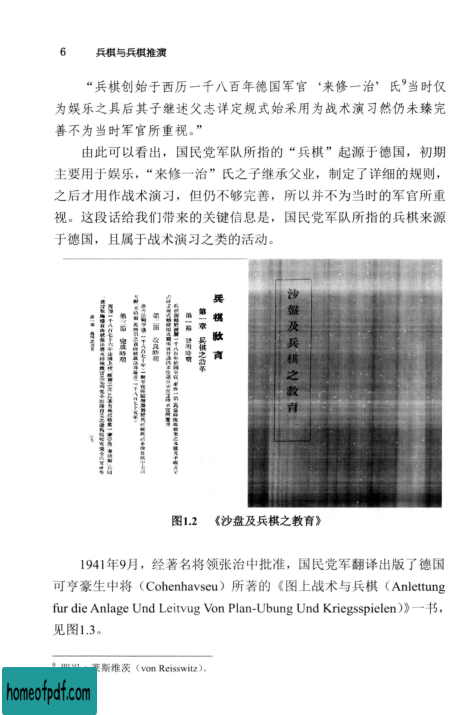 6 兵棋与兵棋推演
“兵棋创始于西历一千八百年德国军官‘来修一治’氏⁹当时仅
为娱乐之具后其子继述父志详定规式始采用为战术演习然仍未臻完
善不为当时军官所重视。”
由此可以看出，国民党军队所指的“兵棋”起源于德国，初期
主要用于娱乐，“来修一治”氏之子继承父业，制定了详细的规则，
之后才用作战术演习，但仍不够完善，所以并不为当时的军官所重
视。这段话给我们带来的关键信息是，国民党军队所指的兵棋来源
于德国，且属于战术演习之类的活动。
兵棋教育
第一章 兵棋之沿革
第一节 发明时期
第二节 改良时期
第三节 完成时期
沙盘及兵棋之教育
图1.2 《沙盘及兵棋之教育》
1941年9月，经著名将领张治中批准，国民党军翻译出版了德国
可亨豪生中将（Cohenhavseu）所著的《图上战术与兵棋（Anlettung
fur die Anlage Und Leitvug Von Plan-Ubung Und Kriegsspielen）》一书，
见图1.3。
莱斯维茨（von Reisswitz）。
homeofpdf.com